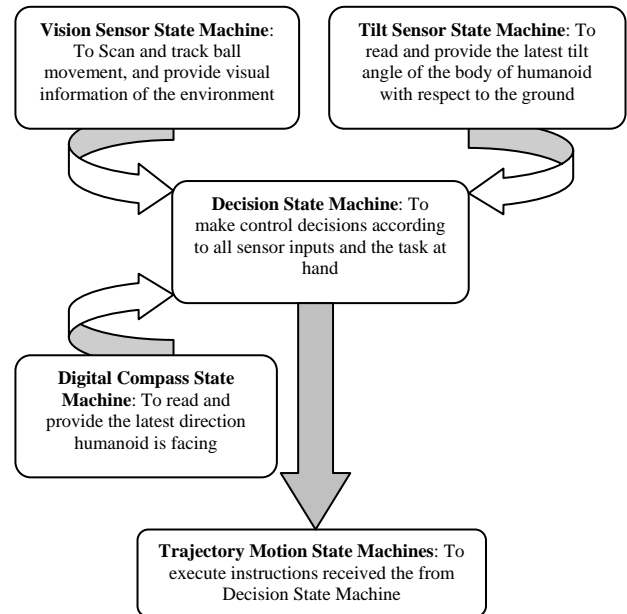 Vision Sensor State Machine:
To Scan and track ball
movement, and provide visual
information of the environment
Tilt Sensor State Machine: To
read and provide the latest tilt
angle of the body of humanoid
with respect to the ground
Decision State Machine: To
make control decisions according
to all sensor inputs and the task at
hand
Digital Compass State
Machine: To read and
provide the latest direction
humanoid is facing
Trajectory Motion State Machines: To
execute instructions received the from
Decision State Machine